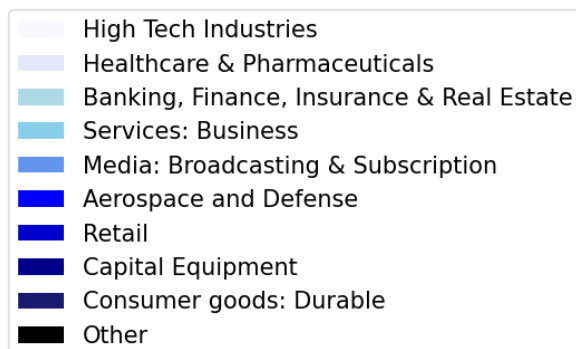 High Tech Industries
Healthcare & Pharmaceuticals
Banking, Finance, Insurance & Real Estate
Services: Business
Media: Broadcasting & Subscription
Aerospace and Defense
Retail
Capital Equipment
Consumer goods: Durable
Other